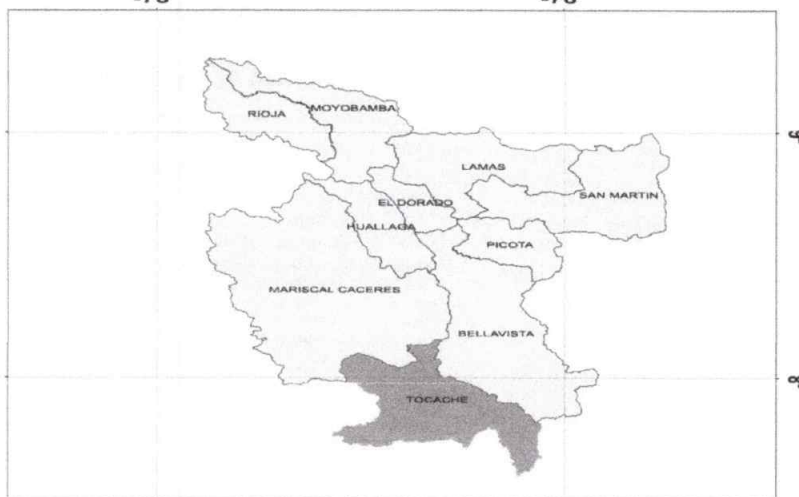 MOYOBAMBA
RIOJA
LAMAS
SAN MARTIN
EL DORADO
HUALLAGA
PICOTA
MARISCAL CACERES
BELLAVISTA
TOCACHE